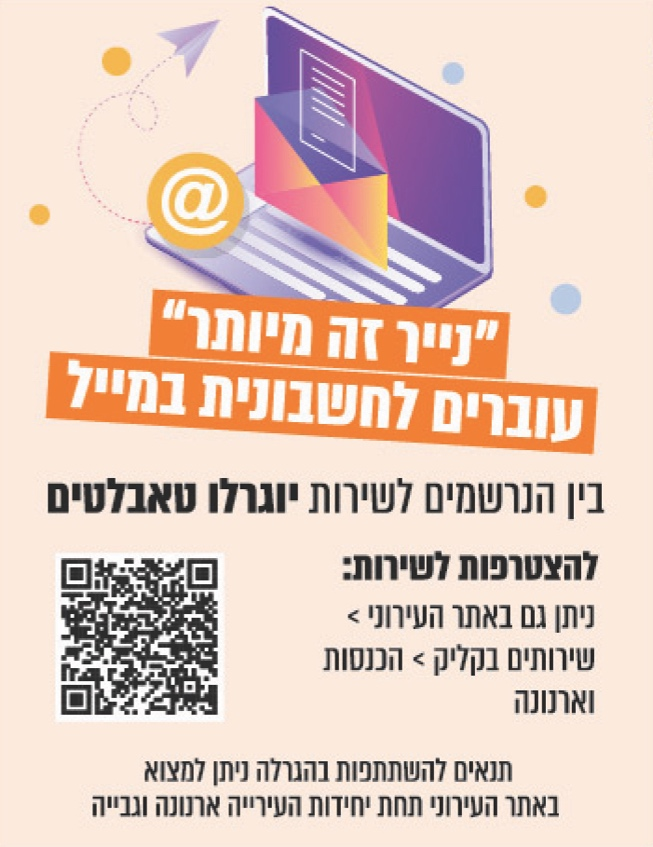 @
"נייר זה מיותר"
עוברים לחשבונית במייל
בין הנרשמים לשירות יוגרלו טאבלטים
להצטרפות לשירות:
ניתן גם באתר העירוני >
שירותים בקליק > הכנסות
וארנונה
תנאים להשתתפות בהגרלה ניתן למצוא
באתר העירוני תחת יחידות העירייה ארנונה וגבייה